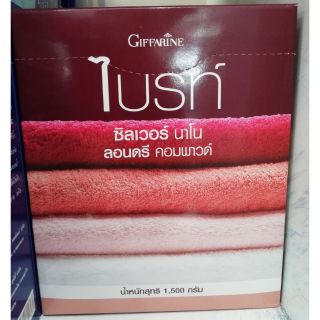 GIFFARINE
ไบรท์
ซิลเวอร์ นาโน
ลอนดรี คอมพาวด์
น้ำหนักสุทธิ 1,500 กรัม